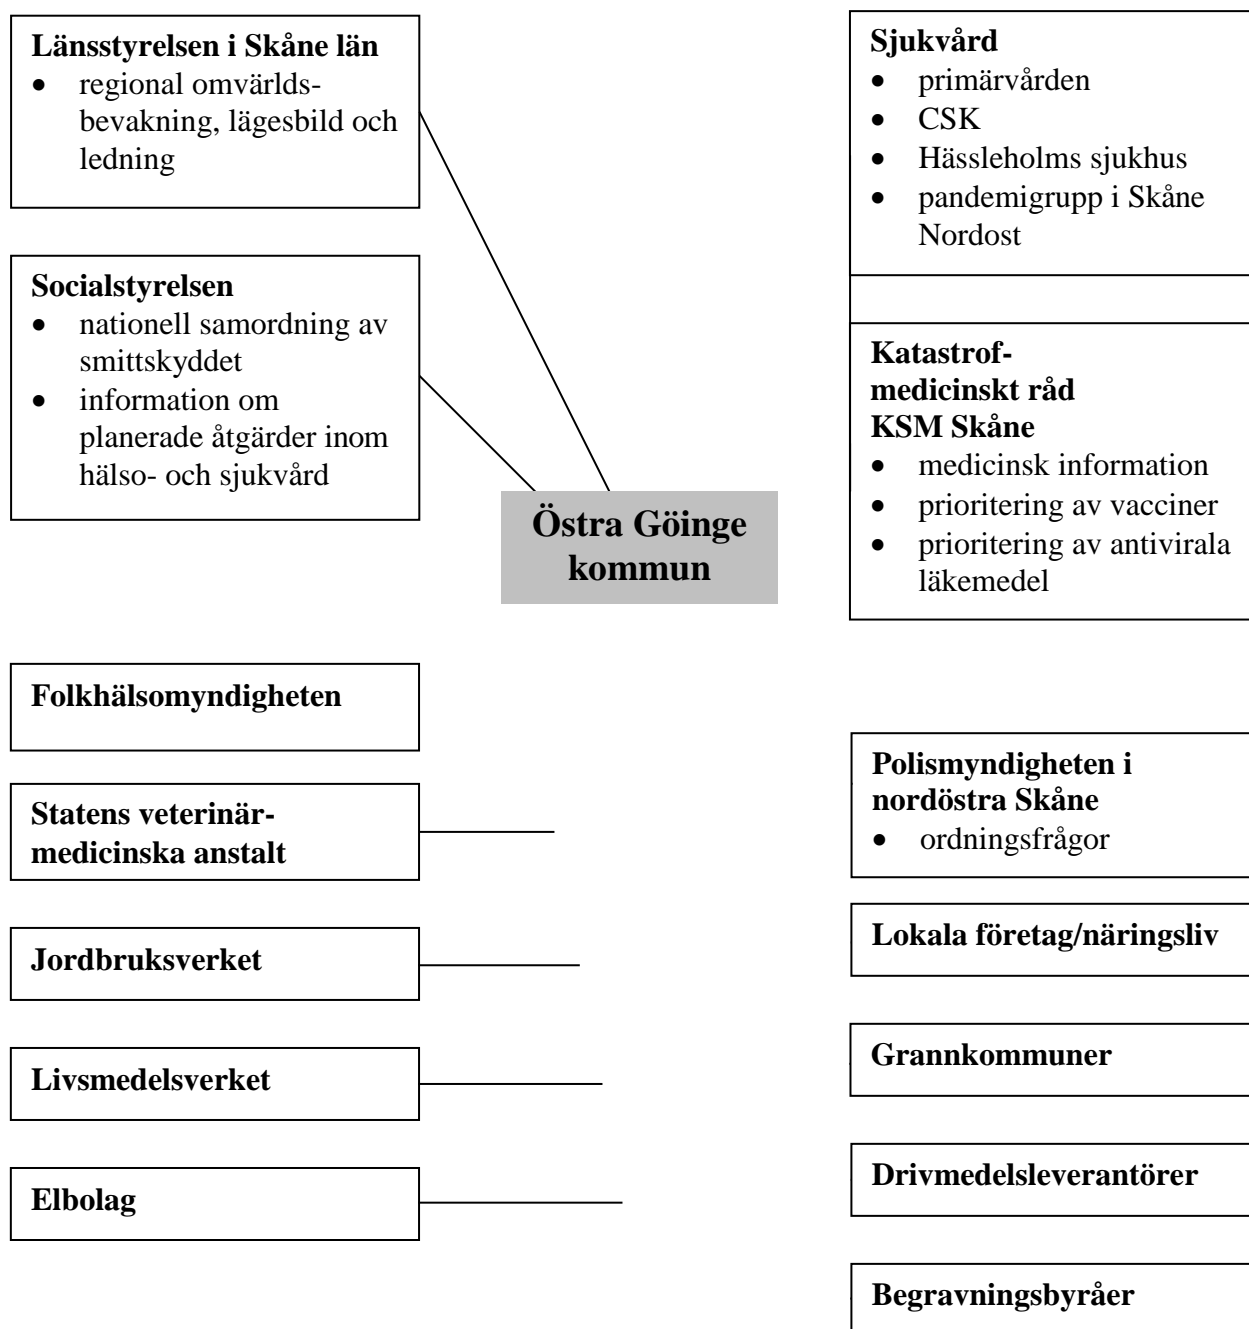 Länsstyrelsen i Skåne län
• regional omvärlds-
bevakning, lägesbild och
ledning
Socialstyrelsen
• nationell samordning av
smittskyddet
• information om
planerade åtgärder inom
hälso- och sjukvård
Östra Göinge
kommun
Folkhälsomyndigheten
Statens veterinär-
medicinska anstalt
Jordbruksverket
Livsmedelsverket
Elbolag
Sjukvård
• primärvården
• CSK
• Hässleholms sjukhus
• pandemigrupp i Skåne
Nordost
Katastrof-
medicinskt råd
KSM Skåne
• medicinsk information
• prioritering av vacciner
• prioritering av antivirala
läkemedel
Polismyndigheten i
nordöstra Skåne
• ordningsfrågor
Lokala företag/näringsliv
Grannkommuner
Drivmedelsleverantörer
Begravningsbyråer